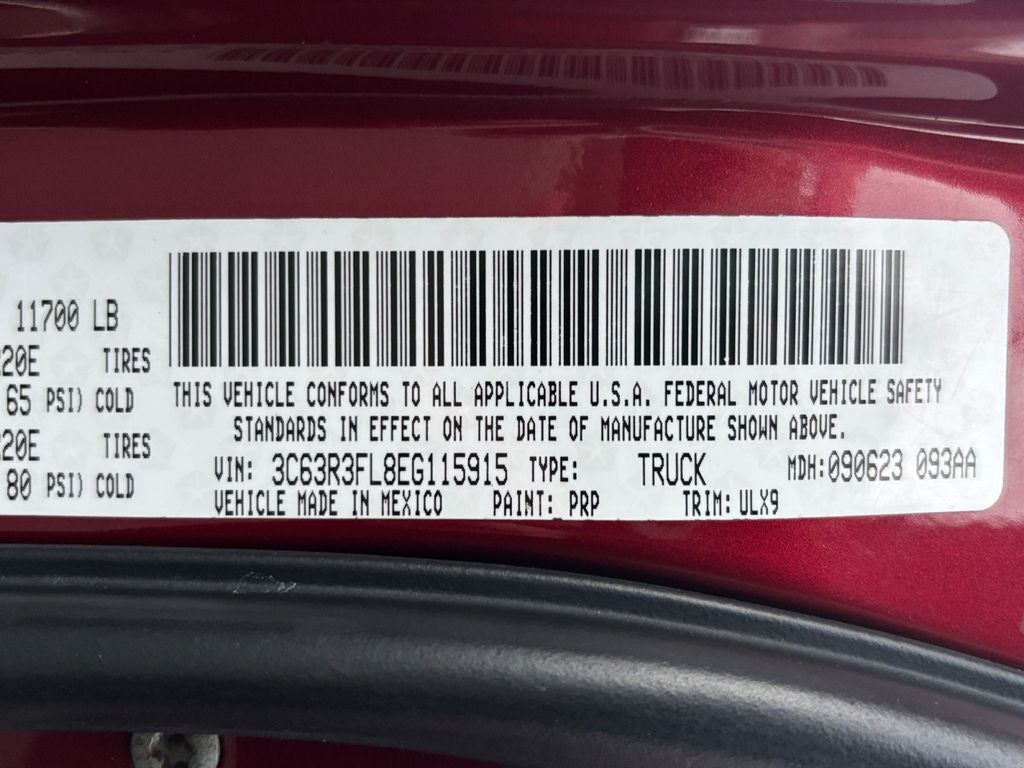 11700 LB
20E TIRES
65 PSI) COLD
20E TIRES
80 PSI) COLD
THIS VEHICLE CONFORMS TO ALL APPLICABLE U.S.A. FEDERAL MOTOR VEHICLE SAFETY
STANDARDS IN EFFECT ON THE DATE OF MANUFACTURE SHOWN ABOVE.
VIN: 3C63R3FL8EG115915 TYPE: TRUCK MDH:090623 093AA
VEHICLE MADE IN MEXICO PAINT: PRP TRIM: ULX9